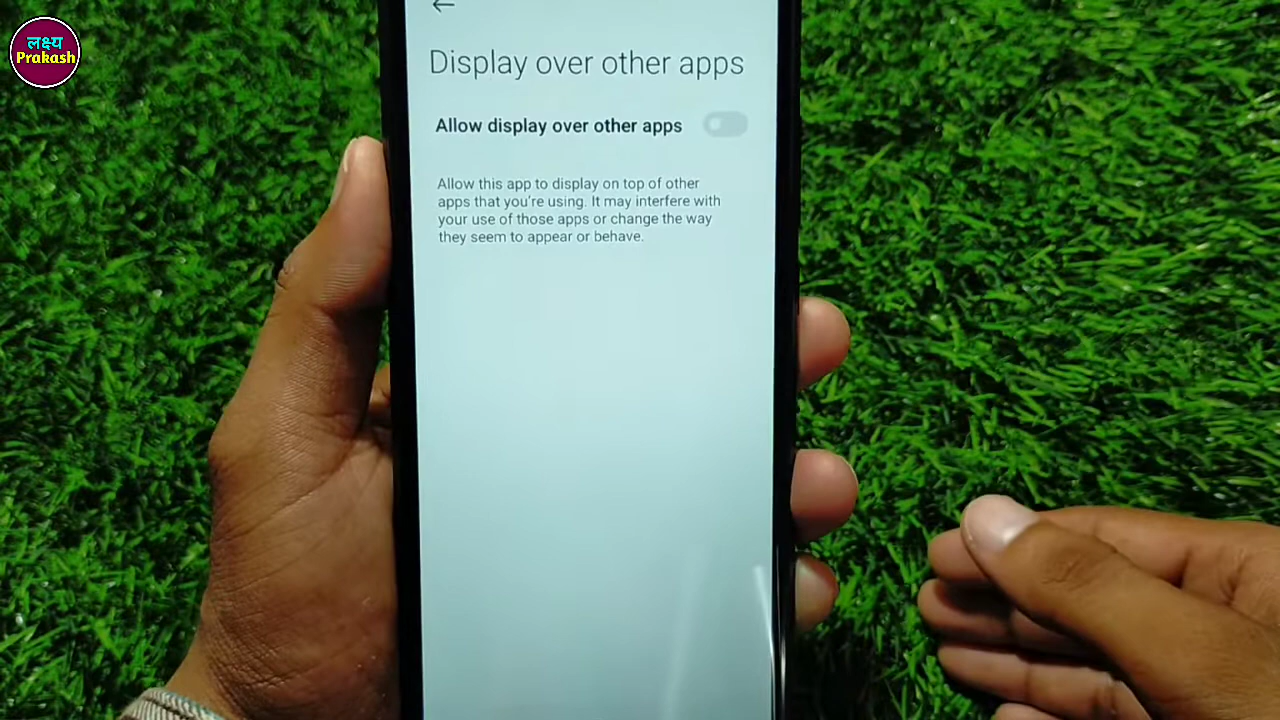 लक्ष्य
Prakash
Display over other apps
Allow display over other apps
Allow this app to display on top of other
apps that you're using. It may interfere with
your use of those apps or change the way
they seem to appear or behave.